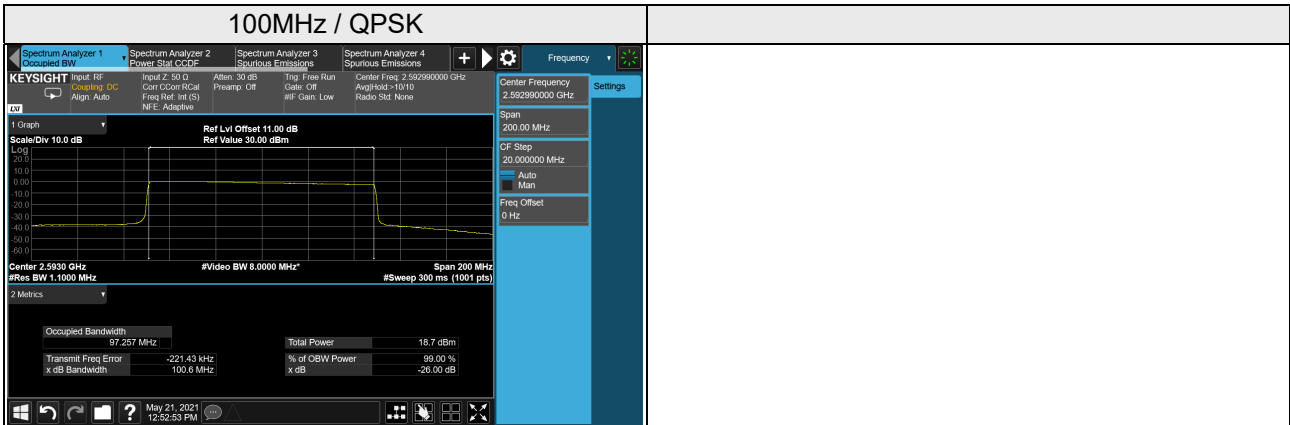 100MHz / QPSK
Spectrum Analyzer 1
Occupied BW
Spectrum Analyzer 2
Power Stat CCDF
Spectrum Analyzer 3
Spurious Emissions
Spectrum Analyzer 4
Spurious Emissions
+
Frequency
KEYSIGHT
LXI
Input: RF
Coupling: DC
Align: Auto
Input Z: 50 Ω
Corr CCorr RCal
Freq Ref: Int (S)
NFE: Adaptive
Atten: 30 dB
Preamp: Off
Trig: Free Run
Gate: Off
#IF Gain: Low
Center Freq: 2.592990000 GHz
Avg|Hold:>10/10
Radio Std: None
1 Graph
Scale/Div 10.0 dB
Ref Lvl Offset 11.00 dB
Ref Value 30.00 dBm
Log
20.0
10.0
0.00
-10.0
-20.0
-30.0
-40.0
-50.0
-60.0
Center 2.5930 GHz
#Res BW 1.1000 MHz
#Video BW 8.0000 MHz*
Span 200 MHz
#Sweep 300 ms (1001 pts)
2 Metrics
Occupied Bandwidth
97.257 MHz
Transmit Freq Error -221.43 kHz
x dB Bandwidth 100.6 MHz
Total Power 18.7 dBm
% of OBW Power 99.00 %
x dB -26.00 dB
?
May 21, 2021
12:52:53 PM
Center Frequency
2.592990000 GHz
Span
200.00 MHz
CF Step
20.000000 MHz
Auto
Man
Freq Offset
0 Hz
Settings